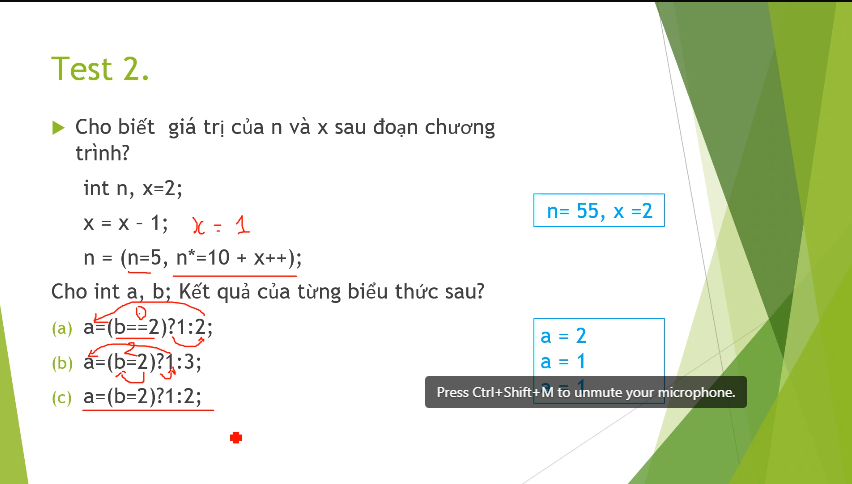 Test 2.
Cho biết giá trị của n và x sau đoạn chương
trình?
int n, x=2;
x = x - 1; x = 1
n = (n=5, n*=10 + x++);
n= 55, x =2
Cho int a, b; Kết quả của từng biểu thức sau?
0
(a) a=(b==2)?1:2;
2
(b) a=(b=2)?1:3;
(c) a=(b=2)?1:2;
a = 2
a = 1
a = 1
Press Ctrl+Shift+M to unmute your microphone.